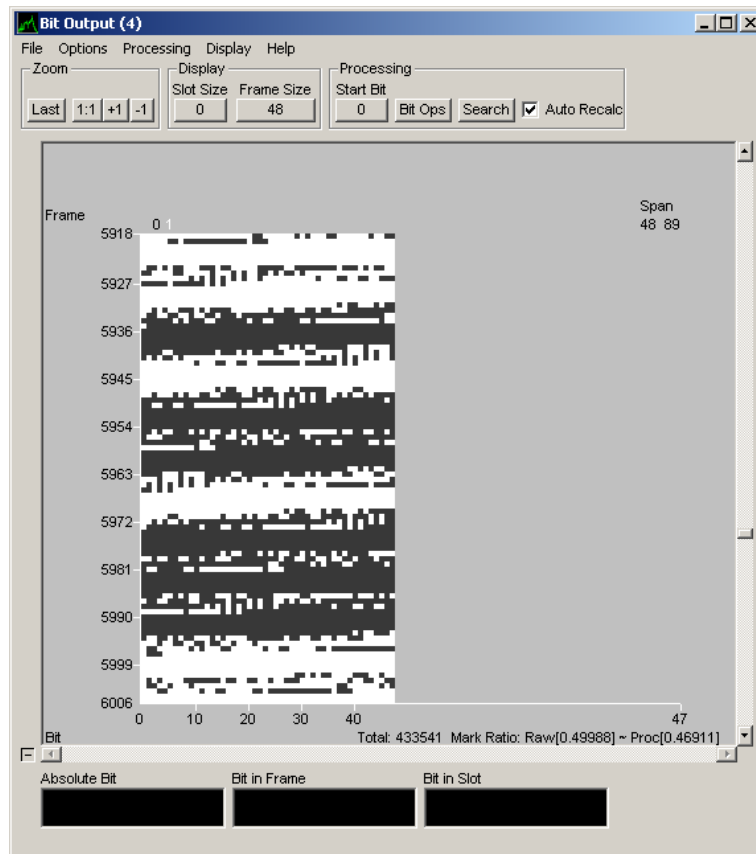 Bit Output (4)
File Options Processing Display Help
Zoom Display Processing
Slot Size Frame Size Start Bit
Last 1:1 +1 -1 0 48 0 Bit Ops Search Auto Recalc
Span
48 89
Frame
0 1
5918
5927
5936
5945
5954
5963
5972
5981
5990
5999
6006
0 10 20 30 40 47
Bit Total: 433541 Mark Ratio: Raw[0.49988] ~ Proc[0.46911]
Absolute Bit Bit in Frame Bit in Slot